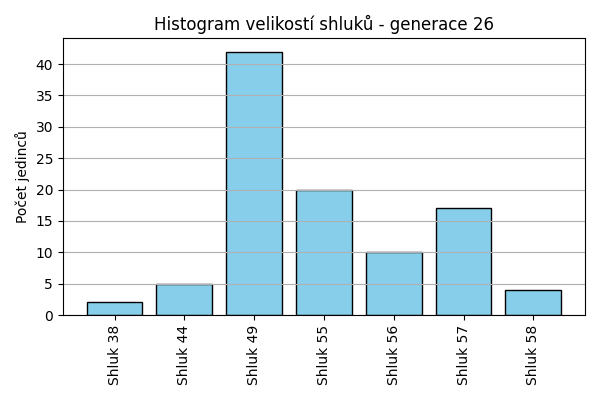 Histogram velikostí shluků - generace 26
Počet jedinců
40
35
30
25
20
15
10
5
0
Shluk 38
Shluk 44
Shluk 49
Shluk 55
Shluk 56
Shluk 57
Shluk 58